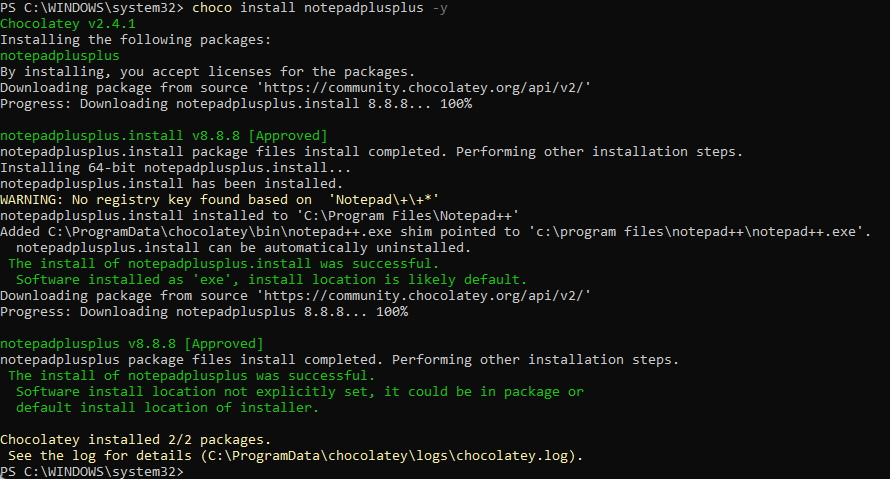 PS C:\WINDOWS\system32> choco install notepadplusplus -y
Chocolatey v2.4.1
Installing the following packages:
notepadplusplus
By installing, you accept licenses for the packages.
Downloading package from source 'https://community.chocolatey.org/api/v2/'
Progress: Downloading notepadplusplus.install 8.8.8... 100%

notepadplusplus.install v8.8.8 [Approved]
notepadplusplus.install package files install completed. Performing other installation steps.
Installing 64-bit notepadplusplus.install...
notepadplusplus.install has been installed.
WARNING: No registry key found based on  'Notepad\+\+*'
notepadplusplus.install installed to 'C:\Program Files\Notepad++'
Added C:\ProgramData\chocolatey\bin\notepad++.exe shim pointed to 'c:\program files\notepad++\notepad++.exe'.
  notepadplusplus.install can be automatically uninstalled.
 The install of notepadplusplus.install was successful.
  Software installed as 'exe', install location is likely default.
Downloading package from source 'https://community.chocolatey.org/api/v2/'
Progress: Downloading notepadplusplus 8.8.8... 100%

notepadplusplus v8.8.8 [Approved]
notepadplusplus package files install completed. Performing other installation steps.
 The install of notepadplusplus was successful.
  Software install location not explicitly set, it could be in package or
  default install location of installer.

Chocolatey installed 2/2 packages.
 See the log for details (C:\ProgramData\chocolatey\logs\chocolatey.log).
PS C:\WINDOWS\system32>